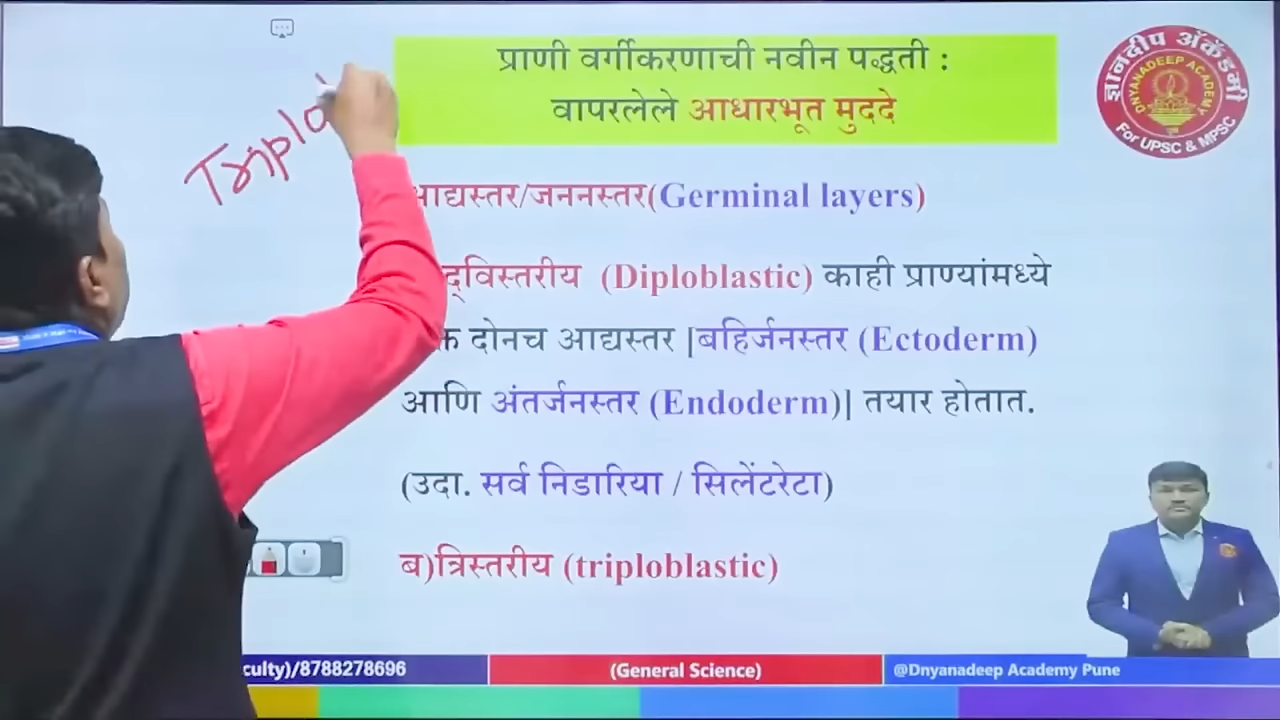 प्राणी वर्गीकरणाची नवीन पद्धती :
वापरलेले आधारभूत मुददे
ज्ञानदीप अॅकॅडमी
DNYANADEEP ACADEMY
For UPSC & MPSC
आद्यस्तर/जननस्तर(Germinal layers)
द्विस्तरीय (Diploblastic) काही प्राण्यांमध्ये
दोनच आद्यस्तर [बहिर्जनस्तर (Ectoderm)
आणि अंतर्जनस्तर (Endoderm)] तयार होतात.
(उदा. सर्व निडारिया / सिलेंटरेटा)
ब)त्रिस्तरीय (triploblastic)
culty)/8788278696
(General Science)
@Dnyanadeep Academy Pune